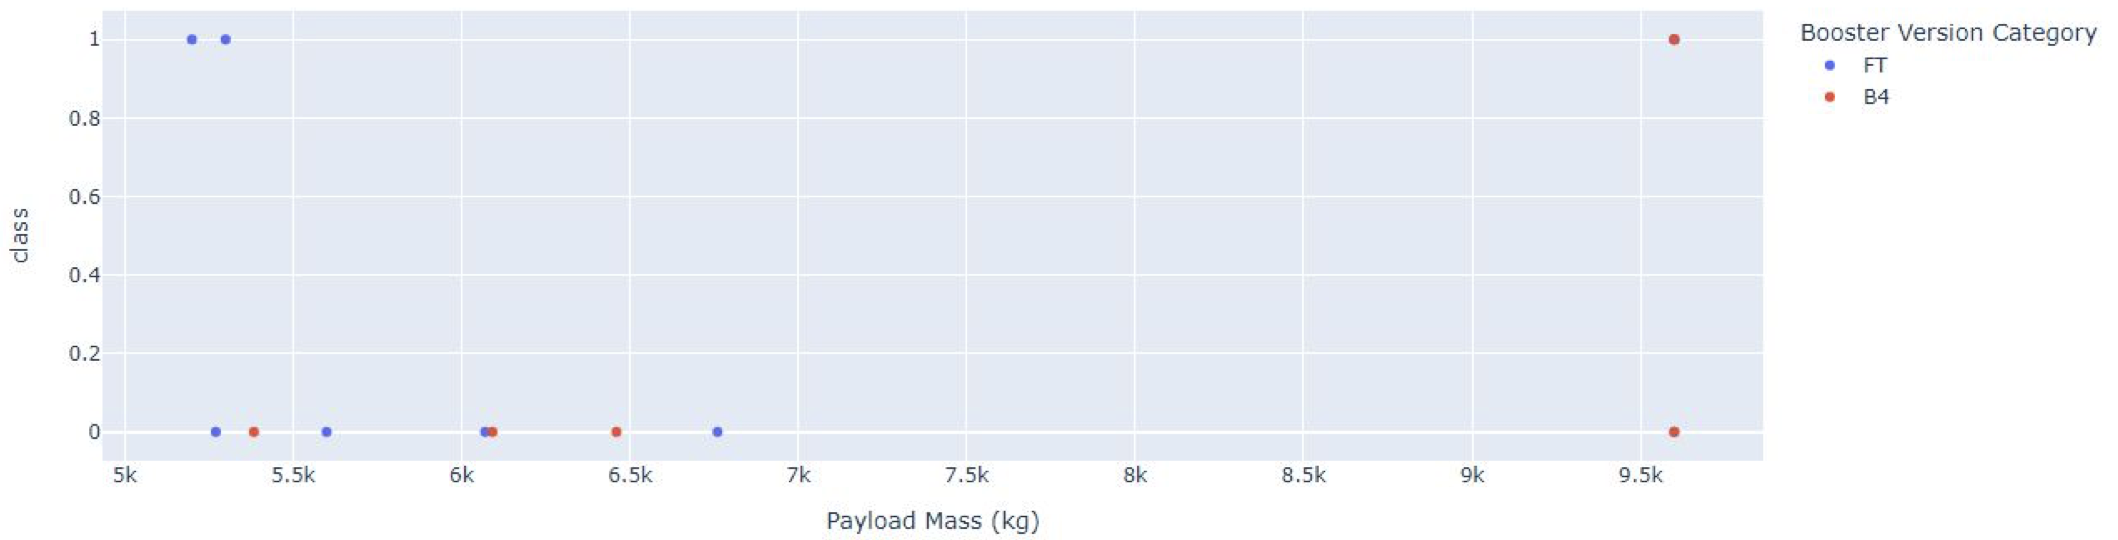 1
0.8
0.6
0.4
0.2
0
class
5k
5.5k
6k
6.5k
7k
7.5k
8k
8.5k
9k
9.5k
Payload Mass (kg)
Booster Version Category
FT
B4